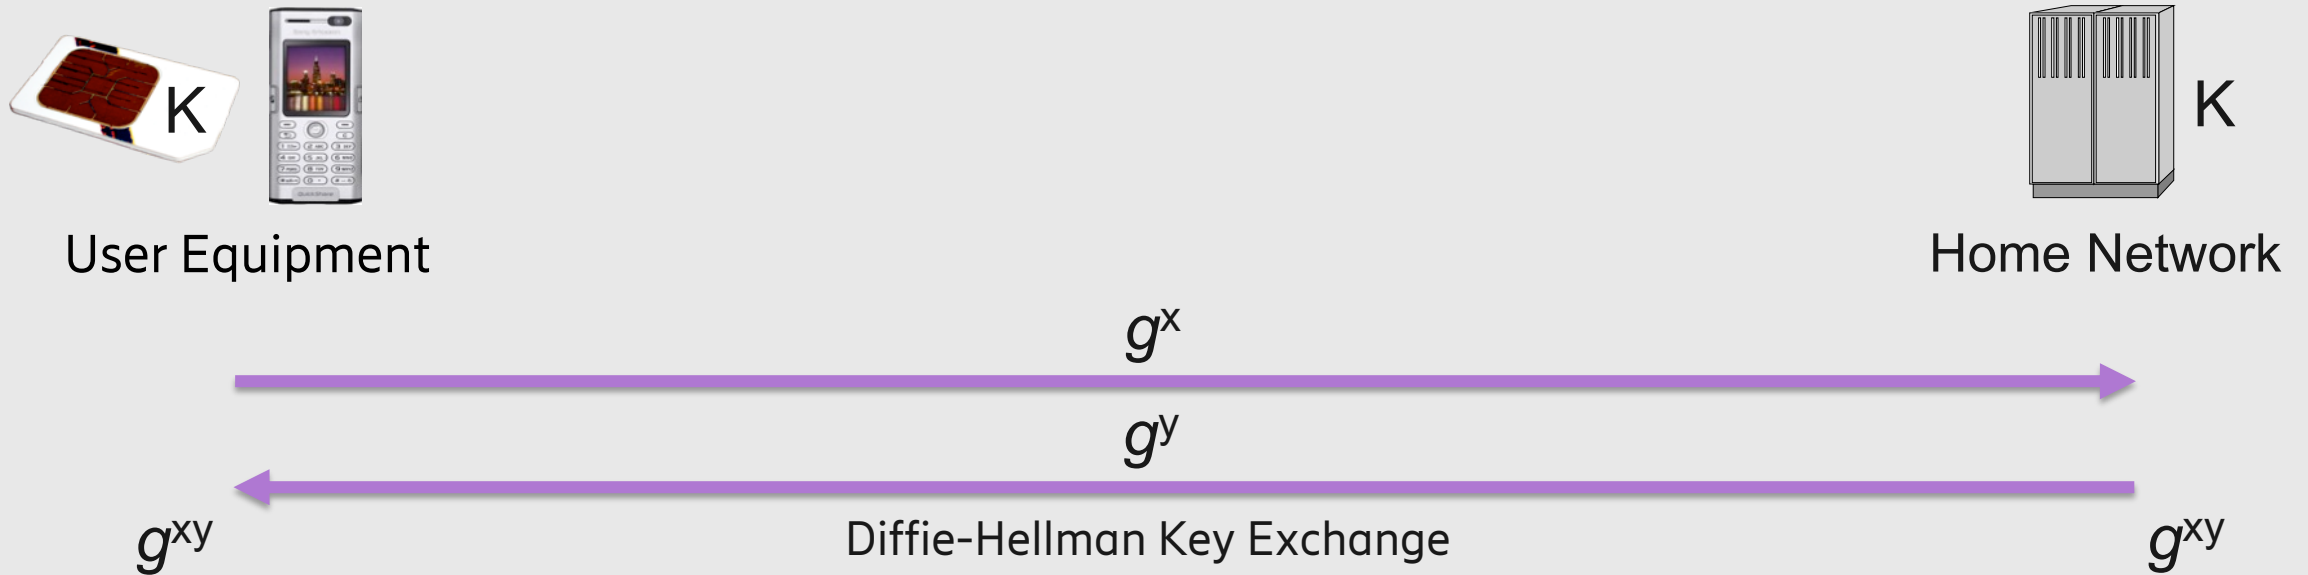 K
K
User Equipment
Home Network
gˣ
gʸ
gˣʸ
Diffie-Hellman Key Exchange
gˣʸ